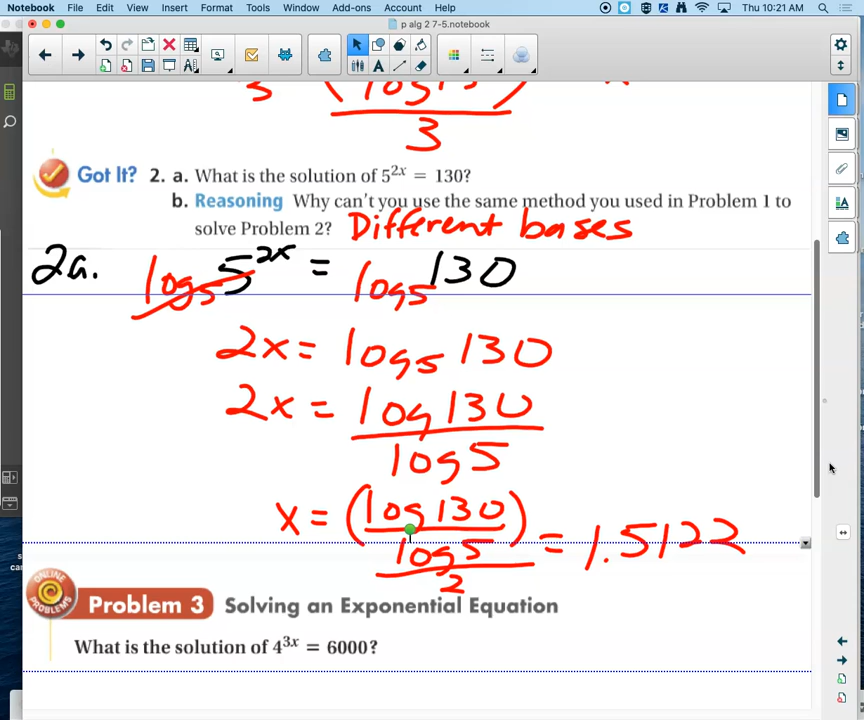 Notebook File Edit View Insert Format Tools Window Add-ons Account Help Thu 10:21 AM
p alg 2 7-5.notebook
3
3
Got It? 2. a. What is the solution of 5^2x = 130?
b. Reasoning Why can't you use the same method you used in Problem 1 to
solve Problem 2? Different bases
2a. log₅ 5^2x = log₅ 130
2x = log₅ 130
2x = log 130
log 5
x = (log 130)
log 5 = 1.5122
2
ONLINE PROBLEMS
Problem 3 Solving an Exponential Equation
What is the solution of 4^3x = 6000?